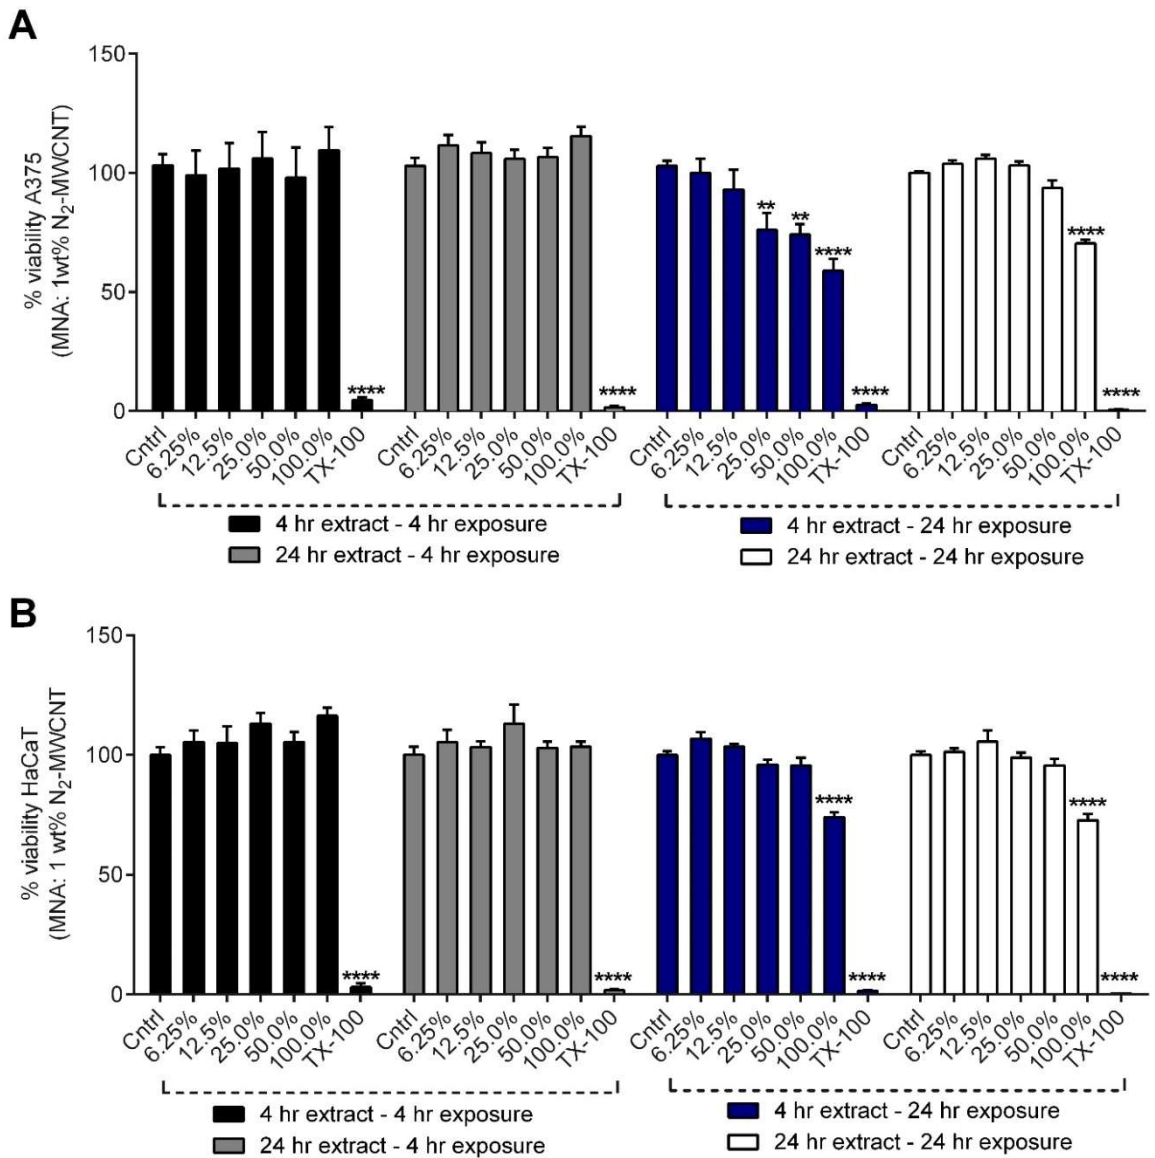 A
% viability A375
(MNA: 1wt% N₂-MWCNT)
150
100
50
0
**
**
****
****
****
****
****
****
Cntrl 6.25% 12.5% 25.0% 50.0% 100.0% TX-100 Cntrl 6.25% 12.5% 25.0% 50.0% 100.0% TX-100 Cntrl 6.25% 12.5% 25.0% 50.0% 100.0% TX-100 Cntrl 6.25% 12.5% 25.0% 50.0% 100.0% TX-100
4 hr extract - 4 hr exposure
24 hr extract - 4 hr exposure
4 hr extract - 24 hr exposure
24 hr extract - 24 hr exposure
B
% viability HaCaT
(MNA: 1 wt% N₂-MWCNT
150
100
50
0
****
****
****
****
****
****
Cntrl 6.25% 12.5% 25.0% 50.0% 100.0% TX-100 Cntrl 6.25% 12.5% 25.0% 50.0% 100.0% TX-100 Cntrl 6.25% 12.5% 25.0% 50.0% 100.0% TX-100 Cntrl 6.25% 12.5% 25.0% 50.0% 100.0% TX-100
4 hr extract - 4 hr exposure
24 hr extract - 4 hr exposure
4 hr extract - 24 hr exposure
24 hr extract - 24 hr exposure